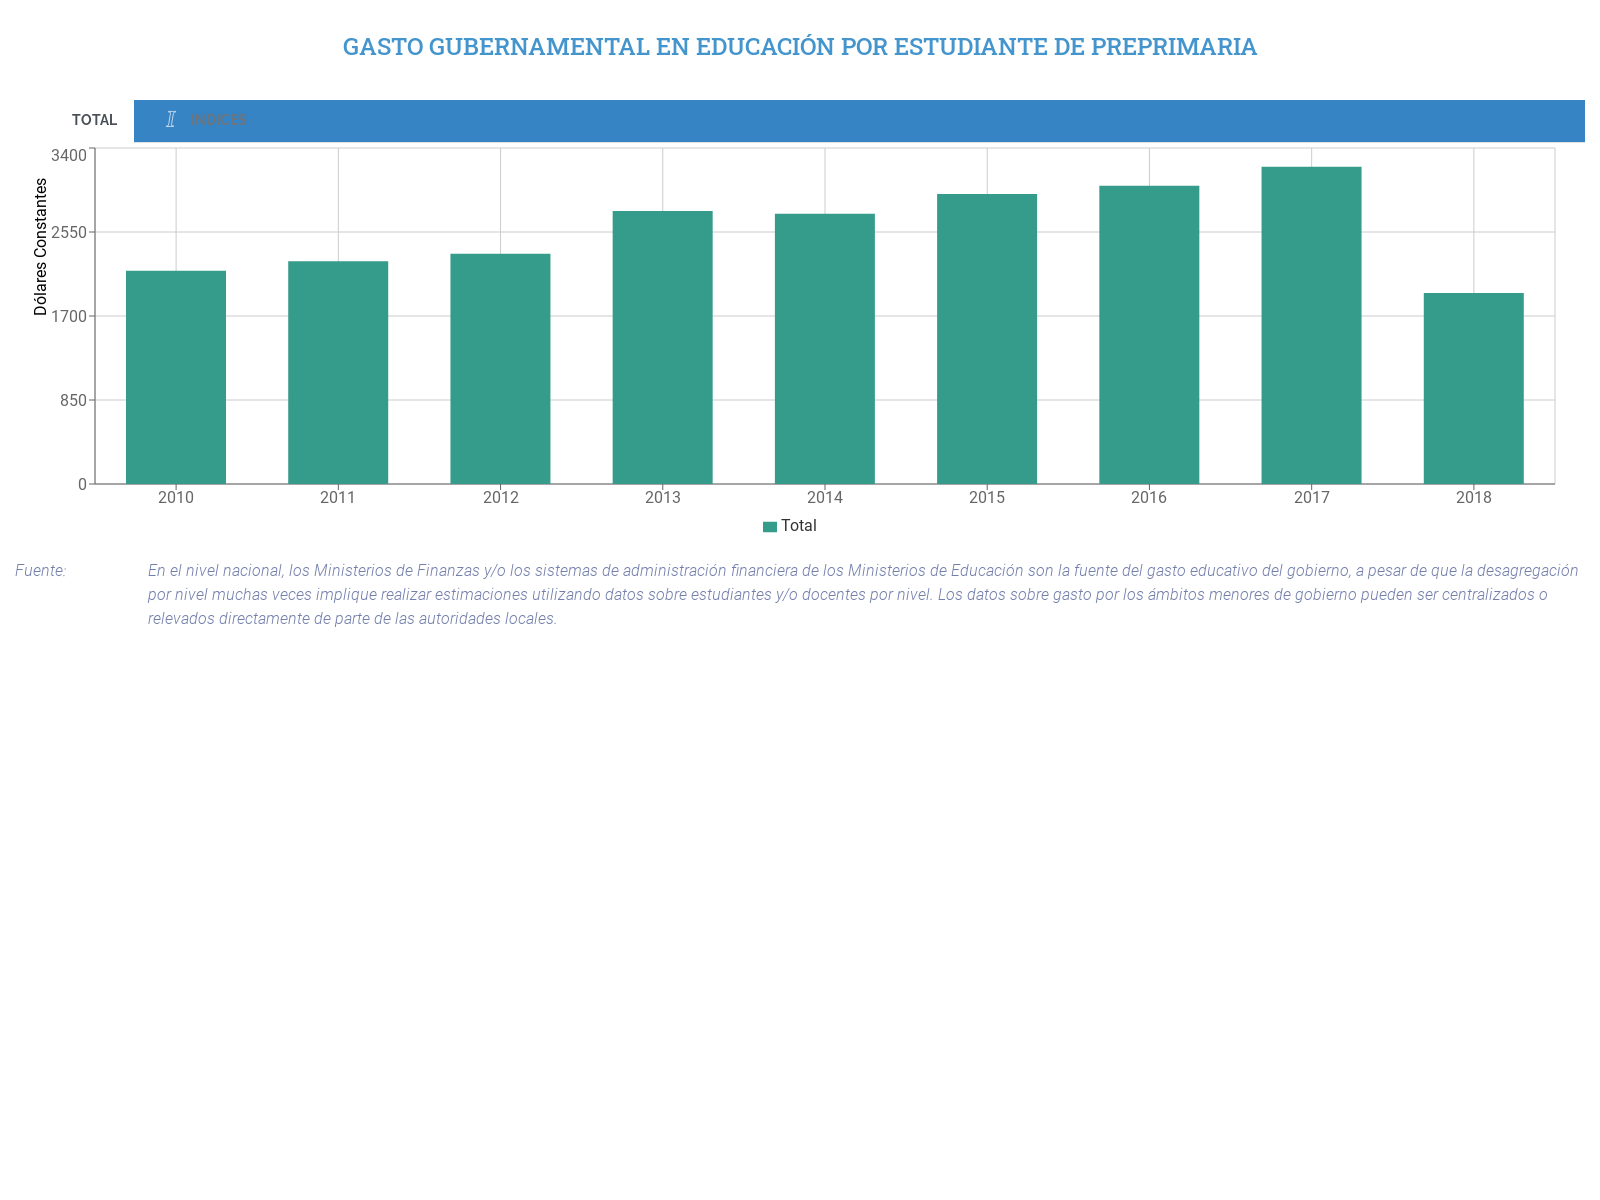 GASTO GUBERNAMENTAL EN EDUCACIÓN POR ESTUDIANTE DE PREPRIMARIA
TOTAL
I INDICES
Dólares Constantes
3400
2550
1700
850
0
2010 2011 2012 2013 2014 2015 2016 2017 2018
Total
Fuente: En el nivel nacional, los Ministerios de Finanzas y/o los sistemas de administración financiera de los Ministerios de Educación son la fuente del gasto educativo del gobierno, a pesar de que la desagregación
por nivel muchas veces implique realizar estimaciones utilizando datos sobre estudiantes y/o docentes por nivel. Los datos sobre gasto por los ámbitos menores de gobierno pueden ser centralizados o
relevados directamente de parte de las autoridades locales.